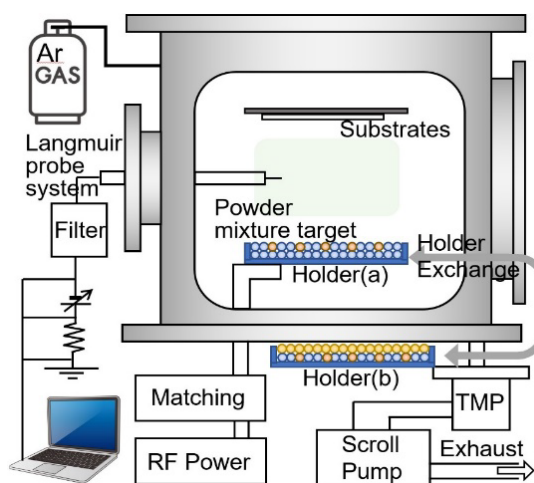 Ar
GAS
Langmuir
probe
system
Filter
Substrates
Powder
mixture target
Holder(a)
Holder
Exchange
Holder(b)
Matching
RF Power
TMP
Scroll
Pump
Exhaust